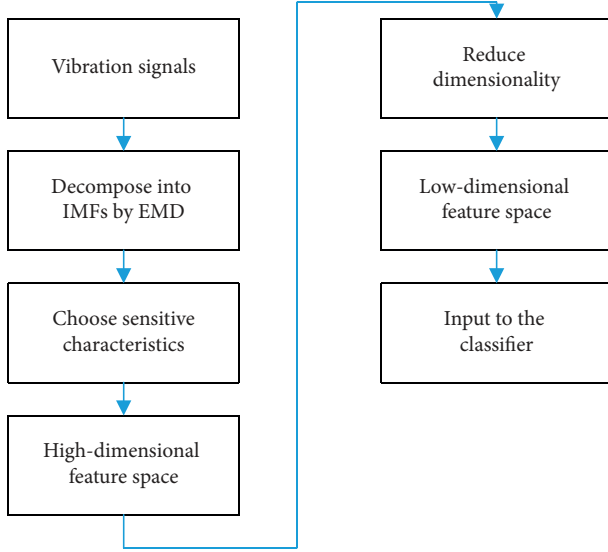 Vibration signals
Decompose into
IMFs by EMD
Choose sensitive
characteristics
High-dimensional
feature space
Reduce
dimensionality
Low-dimensional
feature space
Input to the
classifier